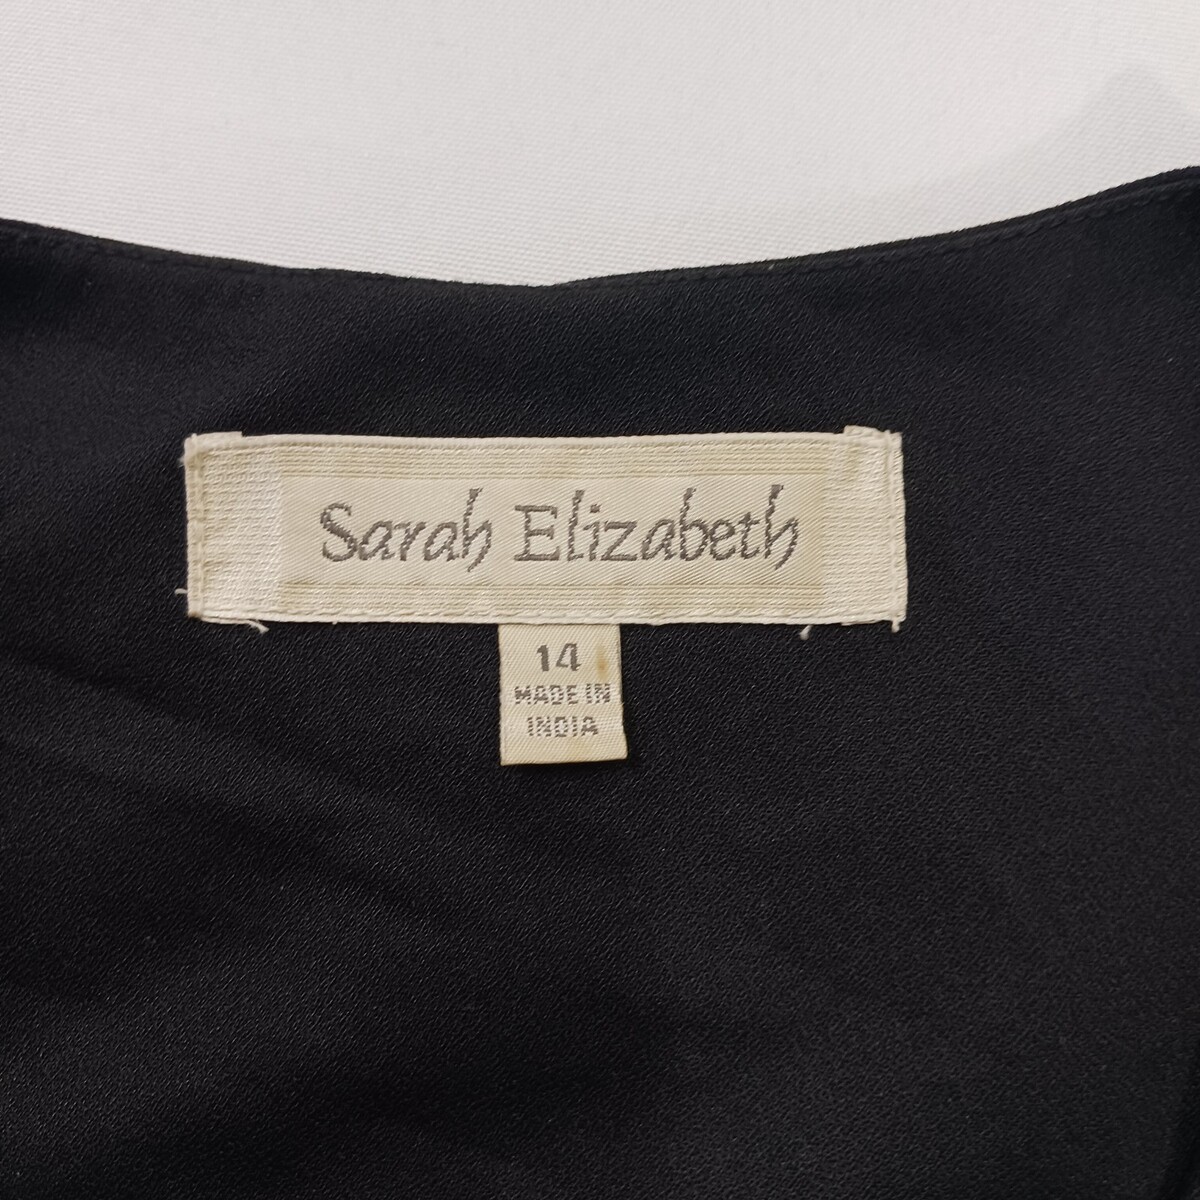 Sarah Elizabeth
14
MADE IN
INDIA